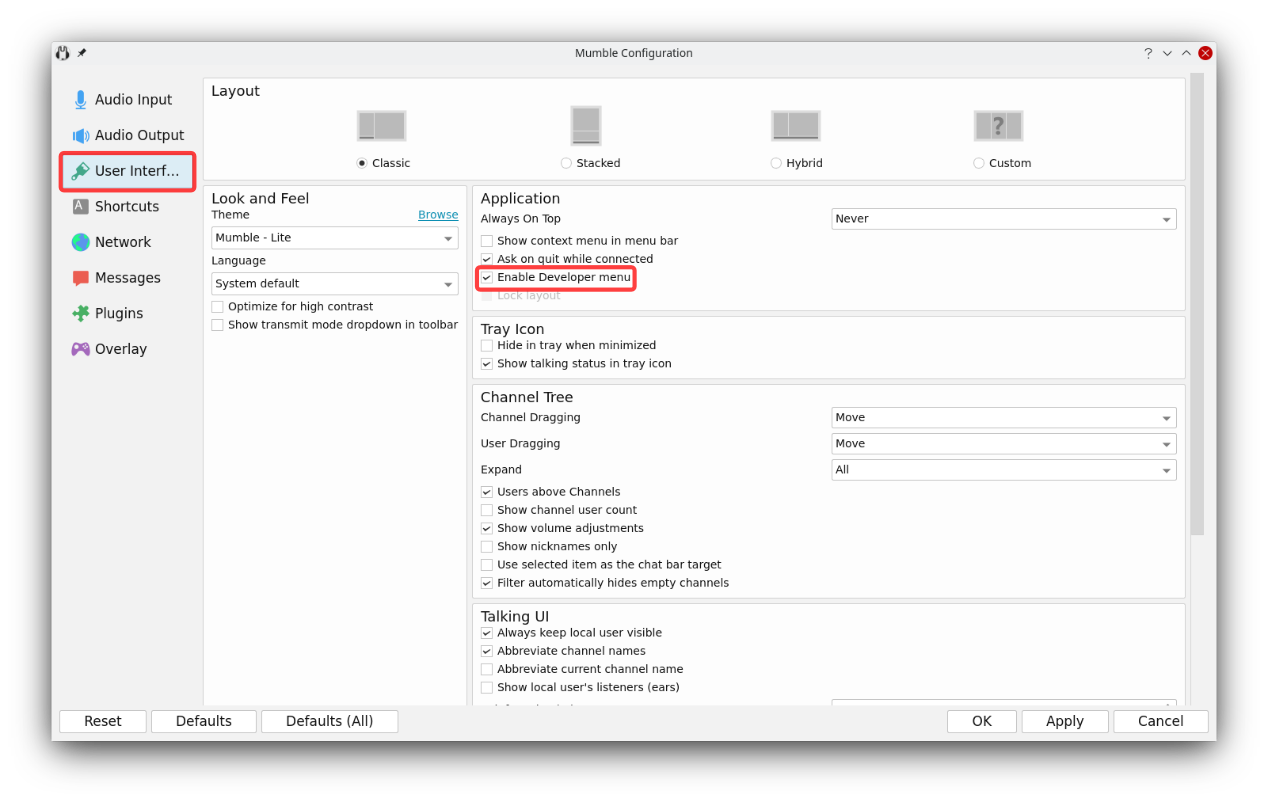 Mumble Configuration
Audio Input
Audio Output
User Interf...
Shortcuts
Network
Messages
Plugins
Overlay
Layout
?
Classic
Stacked
Hybrid
Custom
Look and Feel
Theme
Browse
Mumble - Lite
Language
System default
Optimize for high contrast
Show transmit mode dropdown in toolbar
Application
Always On Top
Never
Show context menu in menu bar
Ask on quit while connected
Enable Developer menu
Lock layout
Tray Icon
Hide in tray when minimized
Show talking status in tray icon
Channel Tree
Channel Dragging
Move
User Dragging
Move
Expand
All
Users above Channels
Show channel user count
Show volume adjustments
Show nicknames only
Use selected item as the chat bar target
Filter automatically hides empty channels
Talking UI
Always keep local user visible
Abbreviate channel names
Abbreviate current channel name
Show local user's listeners (ears)
Reset
Defaults
Defaults (All)
OK
Apply
Cancel